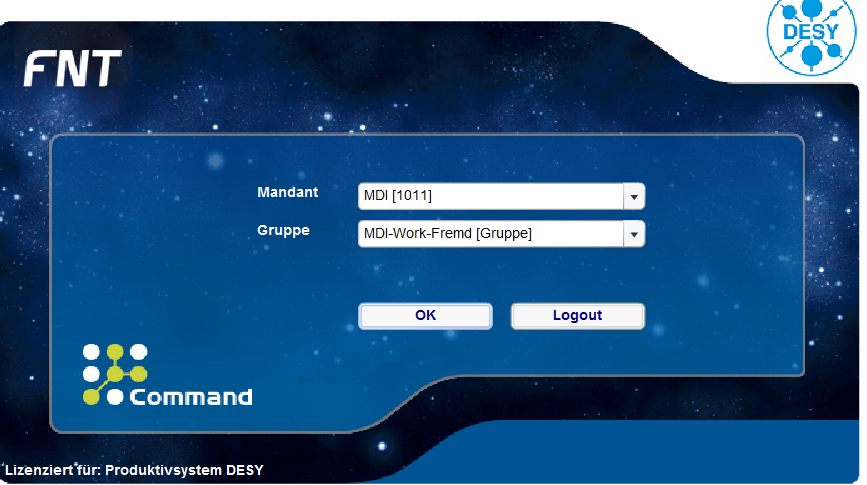 DESY
FNT
Mandant
MDI [1011]
Gruppe
MDI-Work-Fremd [Gruppe]
OK
Logout
Command
Lizenziert für: Produktivsystem DESY